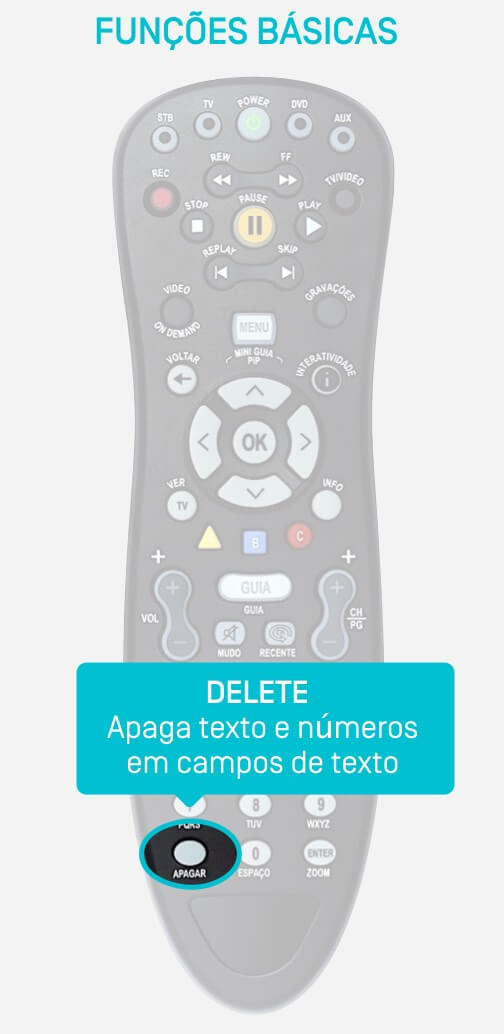 FUNÇÕES BÁSICAS
STB
TV
POWER
DVD
AUX
REW
FF
REC
STOP
PAUSE
PLAY
TV/VIDEO
REPLAY
SKIP
VIDEO
ON DEMAND
GRAVAÇÕES
MENU
VOLTAR
MINI GUIA
PIP
INTERATIVIDADE
i
OK
VER
TV
INFO
B
C
+
+
GUIA
GUIA
VOL
CH
PG
MUDO
RECENTE
DELETE
Apaga texto e números
em campos de texto
8
9
PQRS
TUV
WXYZ
0
ENTER
APAGAR
ESPAÇO
ZOOM